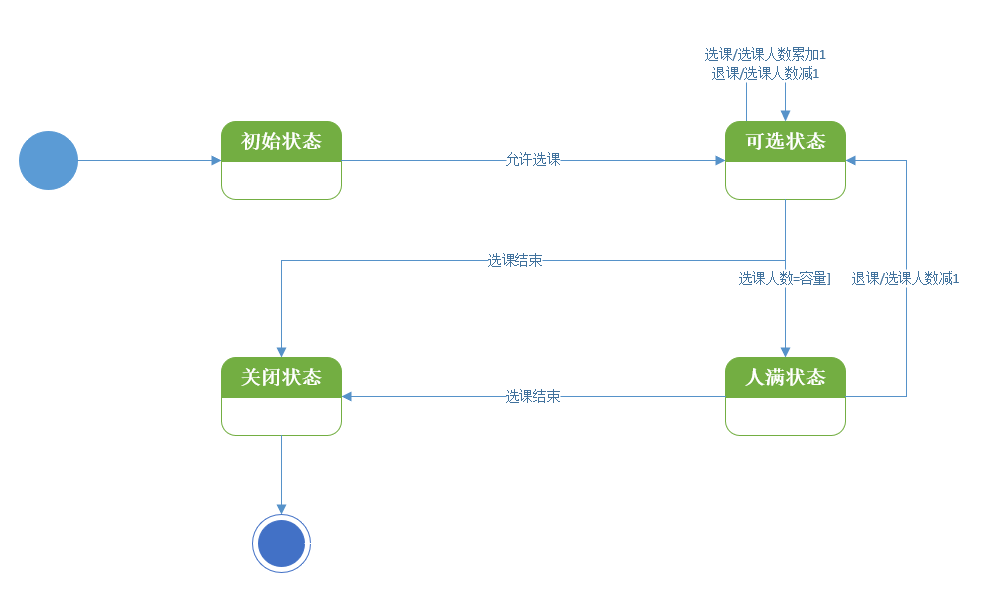 选课/选课人数累加1
退课/选课人数减1
初始状态
允许选课
可选状态
选课结束
选课人数=容量]
退课/选课人数减1
关闭状态
选课结束
人满状态